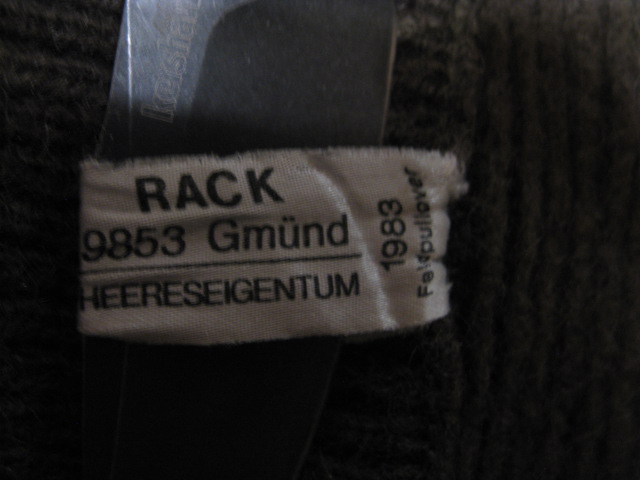 RACK
9853 Gmünd
HEERESEIGENTUM
1983
Feldpullover